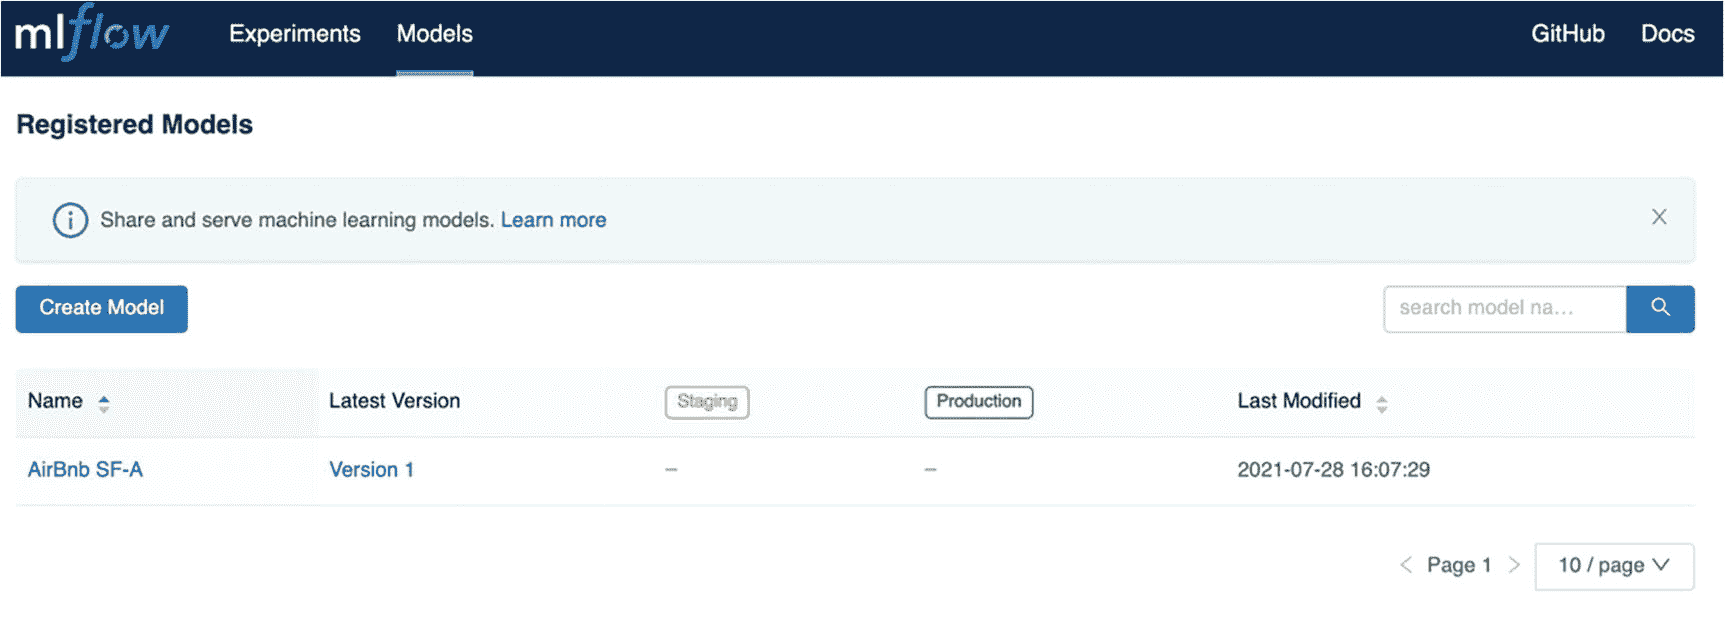 mlflow Experiments Models GitHub Docs
Registered Models
Share and serve machine learning models. Learn more
Create Model
search model na...
Name Latest Version Staging Production Last Modified
AirBnb SF-A Version 1 – – 2021-07-28 16:07:29
Page 1 10 / page